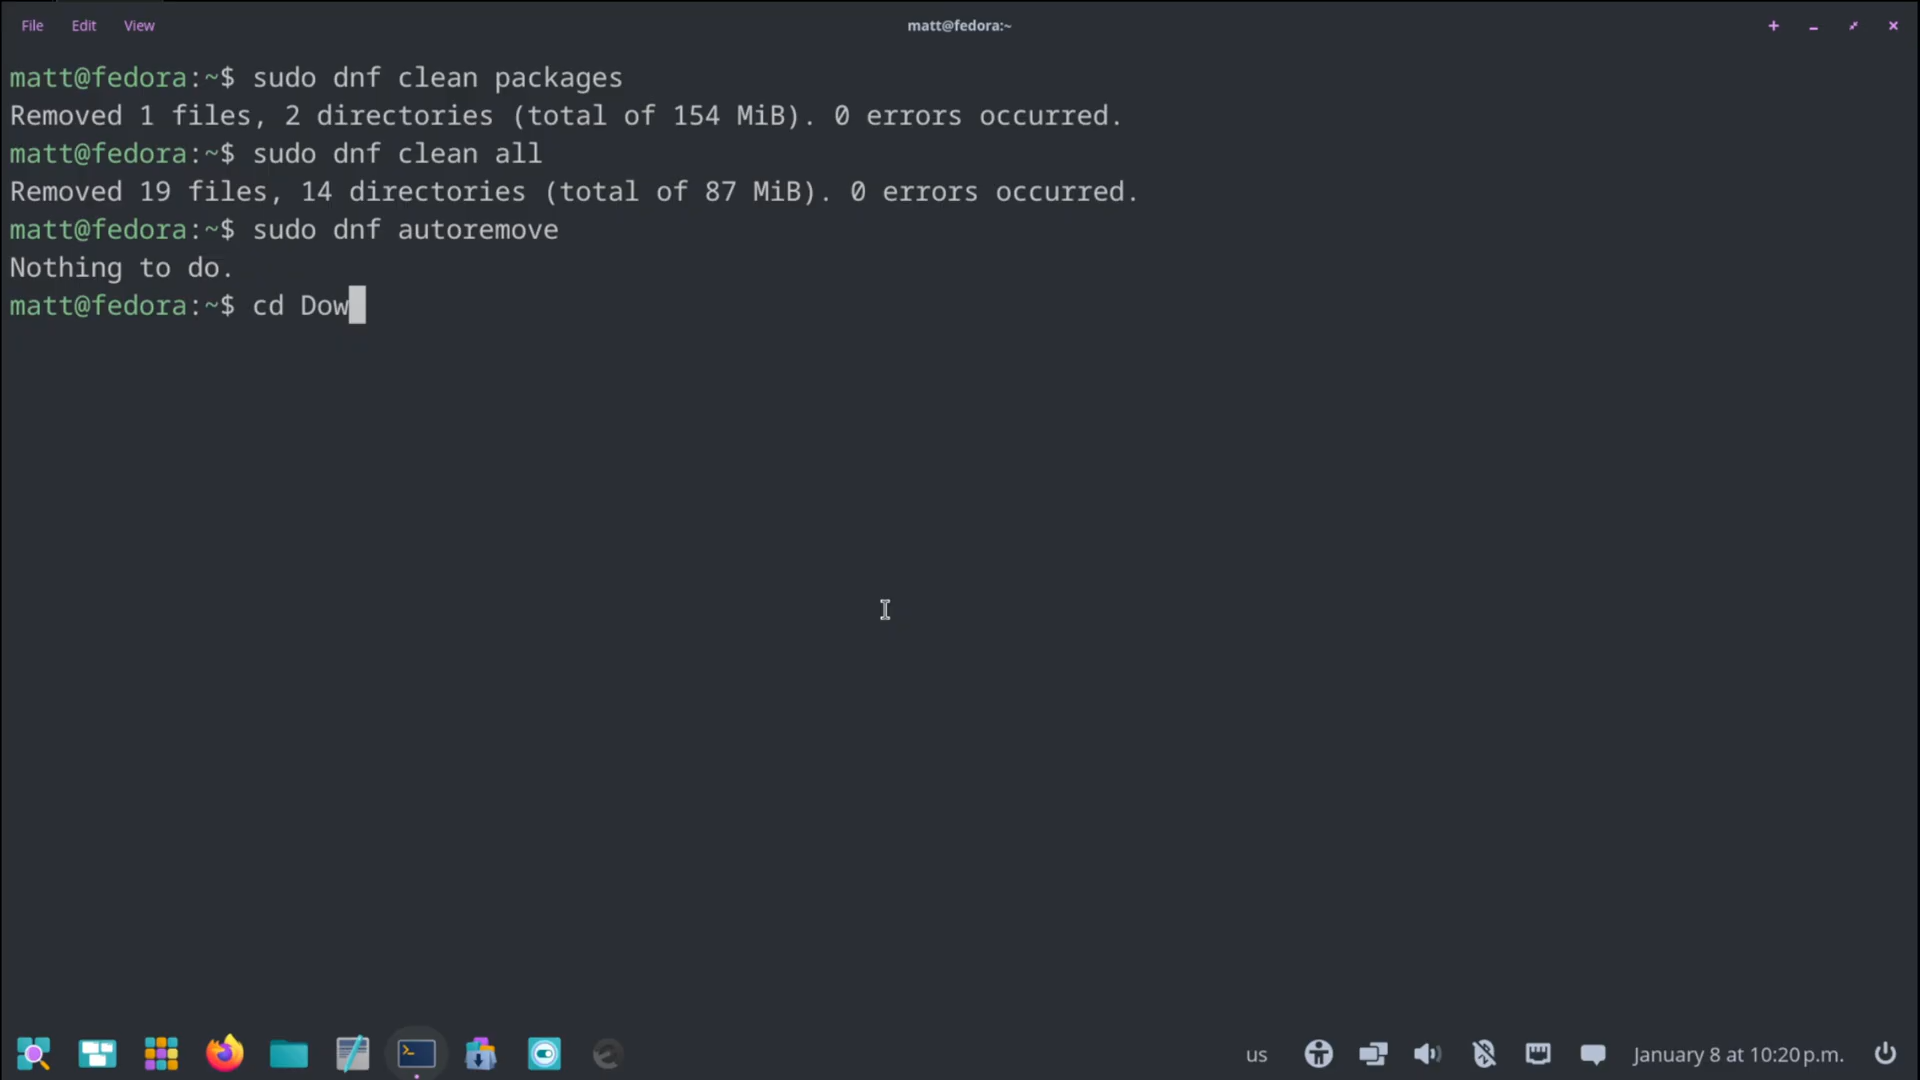 File Edit View matt@fedora:~
matt@fedora:~$ sudo dnf clean packages
Removed 1 files, 2 directories (total of 154 MiB). 0 errors occurred.
matt@fedora:~$ sudo dnf clean all
Removed 19 files, 14 directories (total of 87 MiB). 0 errors occurred.
matt@fedora:~$ sudo dnf autoremove
Nothing to do.
matt@fedora:~$ cd Dow
us January 8 at 10:20 p.m.